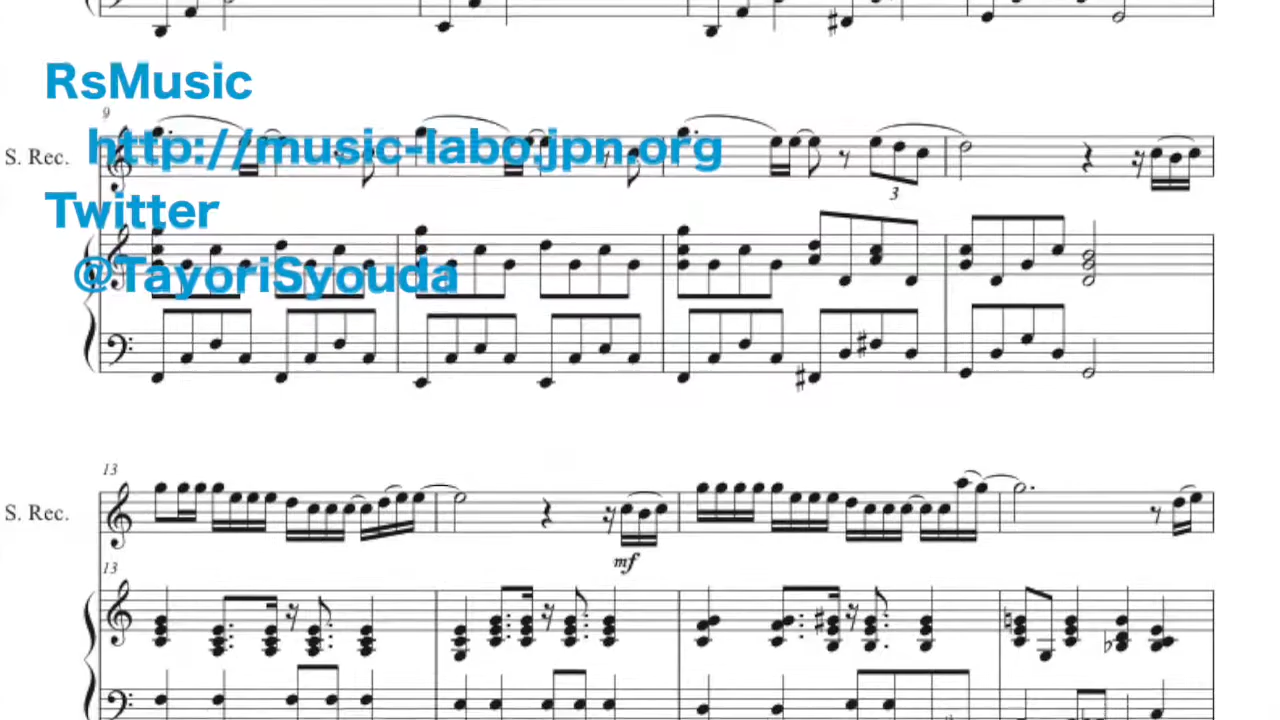 RsMusic
9
S. Rec.
http://music-labo.jpn.org
3
Twitter
@TayoriSyouda
13
S. Rec.
mf
13